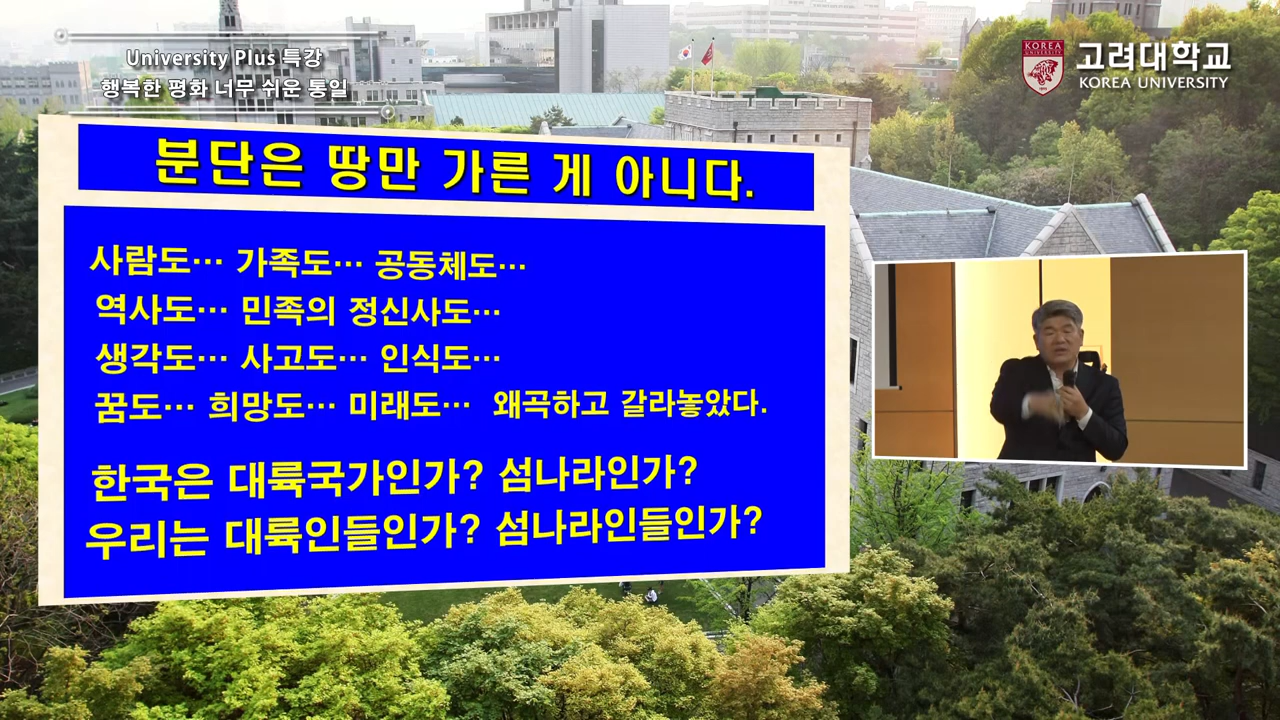 University Plus 특강
행복한 평화 너무 쉬운 통일
KOREA
UNIVERSITY
고려대학교
KOREA UNIVERSITY
분단은 땅만 가른 게 아니다.
사람도… 가족도… 공동체도…
역사도… 민족의 정신사도…
생각도… 사고도… 인식도…
꿈도… 희망도… 미래도… 왜곡하고 갈라놓았다.
한국은 대륙국가인가? 섬나라인가?
우리는 대륙인들인가? 섬나라인들인가?